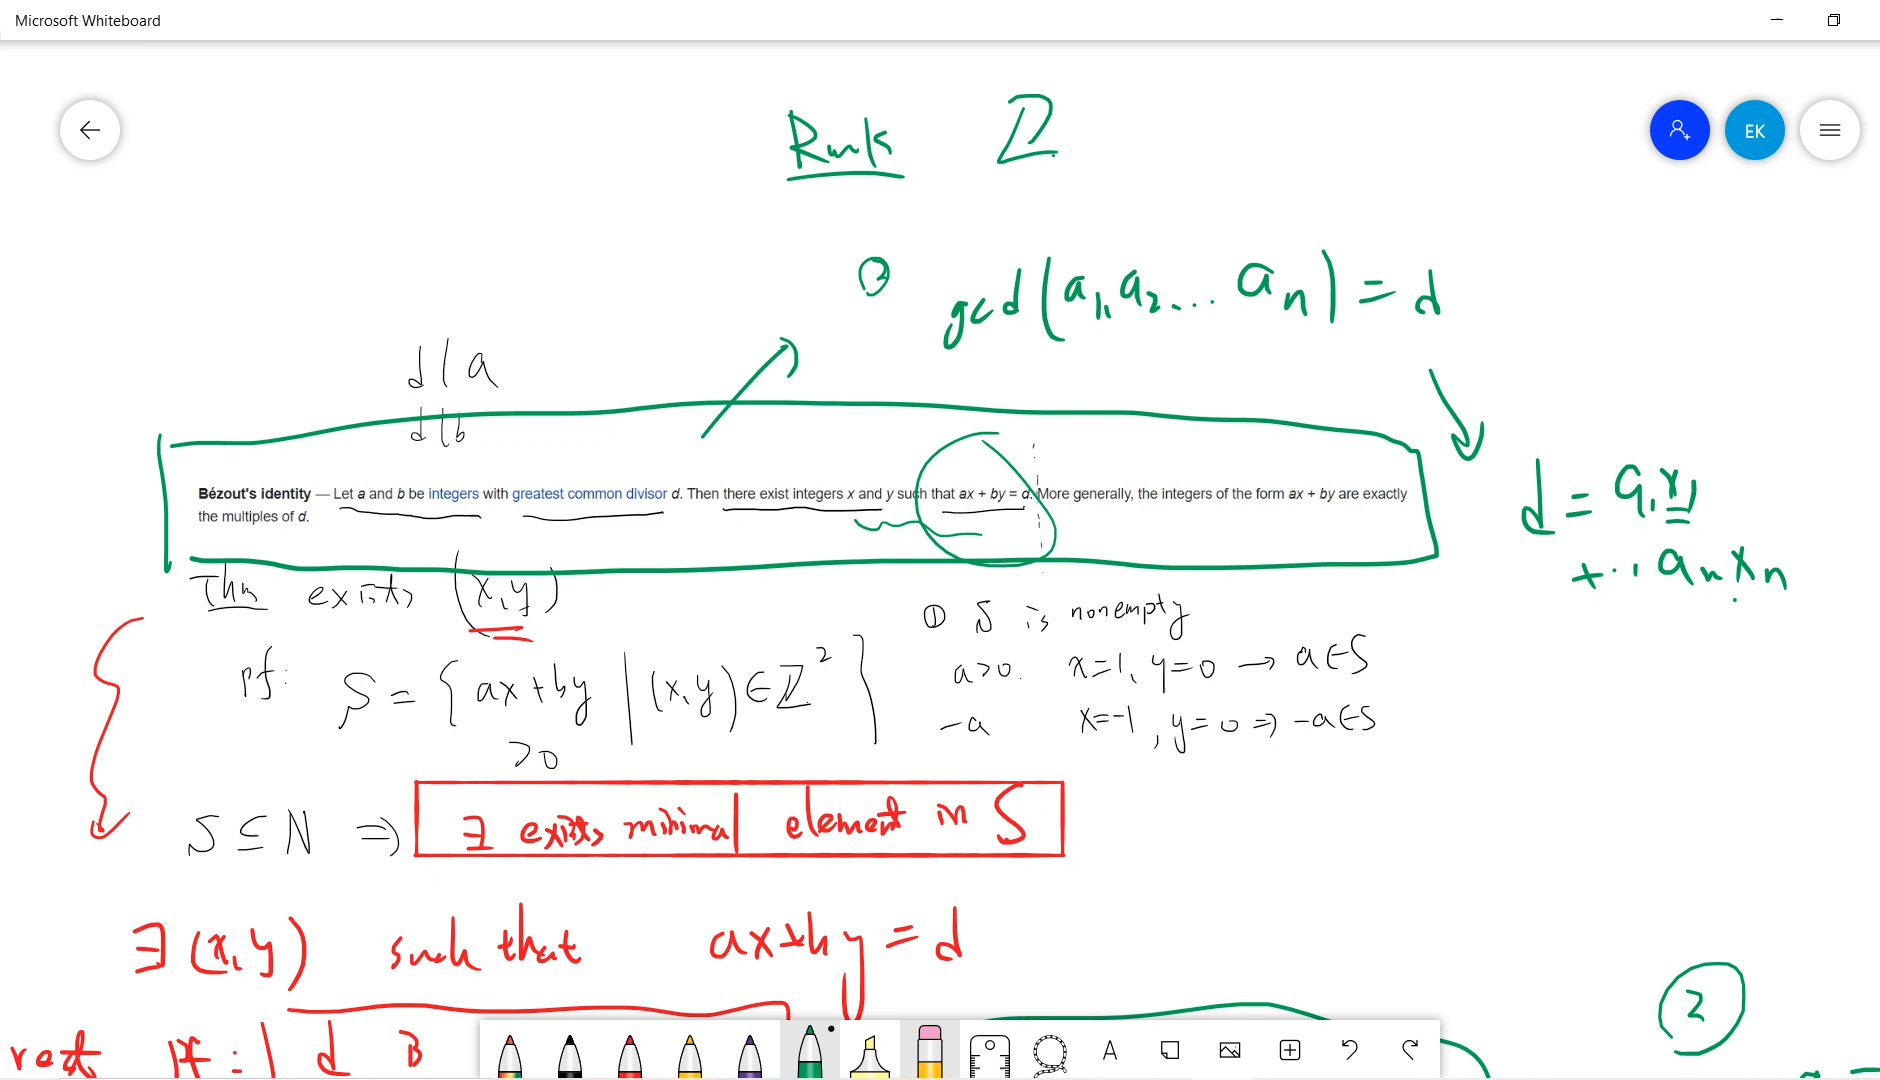 Microsoft Whiteboard
Rmk ℤ
EK
gcd(a₁, a₂ ... aₙ) = d
d | a
d | b
Bézout's identity — Let a and b be integers with greatest common divisor d. Then there exist integers x and y such that ax + by = d. More generally, the integers of the form ax + by are exactly
the multiples of d.
d = a₁x₁
+ ·· aₙxₙ
Thm exists (x,y)
① S is nonempty
pf: S = { ax+by | (x,y) ∈ ℤ² }
>0
a>0. x=1, y=0 → a∈S
-a x=-1, y=0 ⇒ -a∈S
S ⊆ N ⇒ ∃ exists minimal element in S
∃ (x,y) such that ax+by = d
2
A